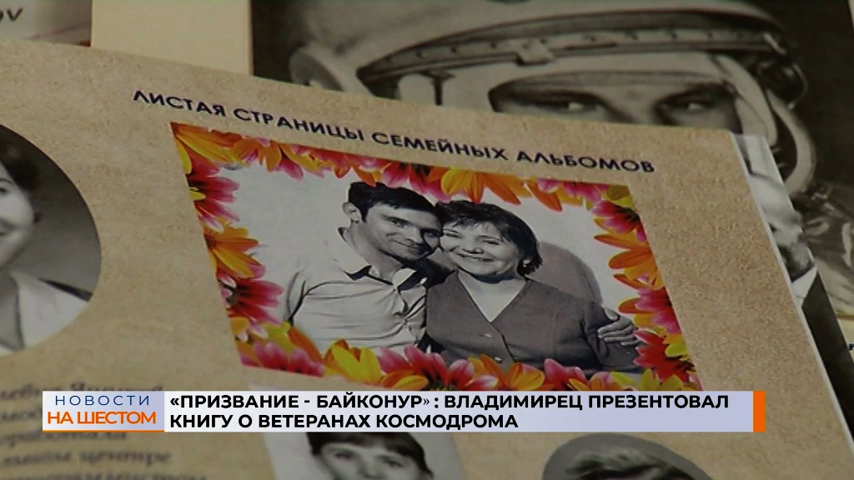 ЛИСТАЯ СТРАНИЦЫ СЕМЕЙНЫХ АЛЬБОМОВ
НОВОСТИ
НА ШЕСТОМ
«ПРИЗВАНИЕ - БАЙКОНУР» : ВЛАДИМИРЕЦ ПРЕЗЕНТОВАЛ
КНИГУ О ВЕТЕРАНАХ КОСМОДРОМА